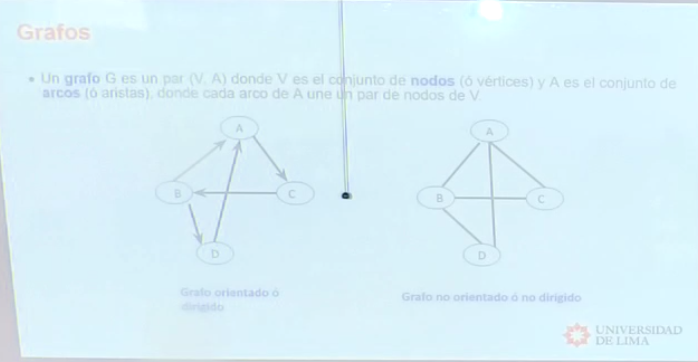 Grafos
• Un grafo G es un par (V, A) donde V es el conjunto de nodos (ó vértices) y A es el conjunto de
arcos (ó aristas), donde cada arco de A une un par de nodos de V.
A
B
C
D
A
B
C
D
Grafo orientado ó
dirigido
Grafo no orientado ó no dirigido
UNIVERSIDAD
DE LIMA